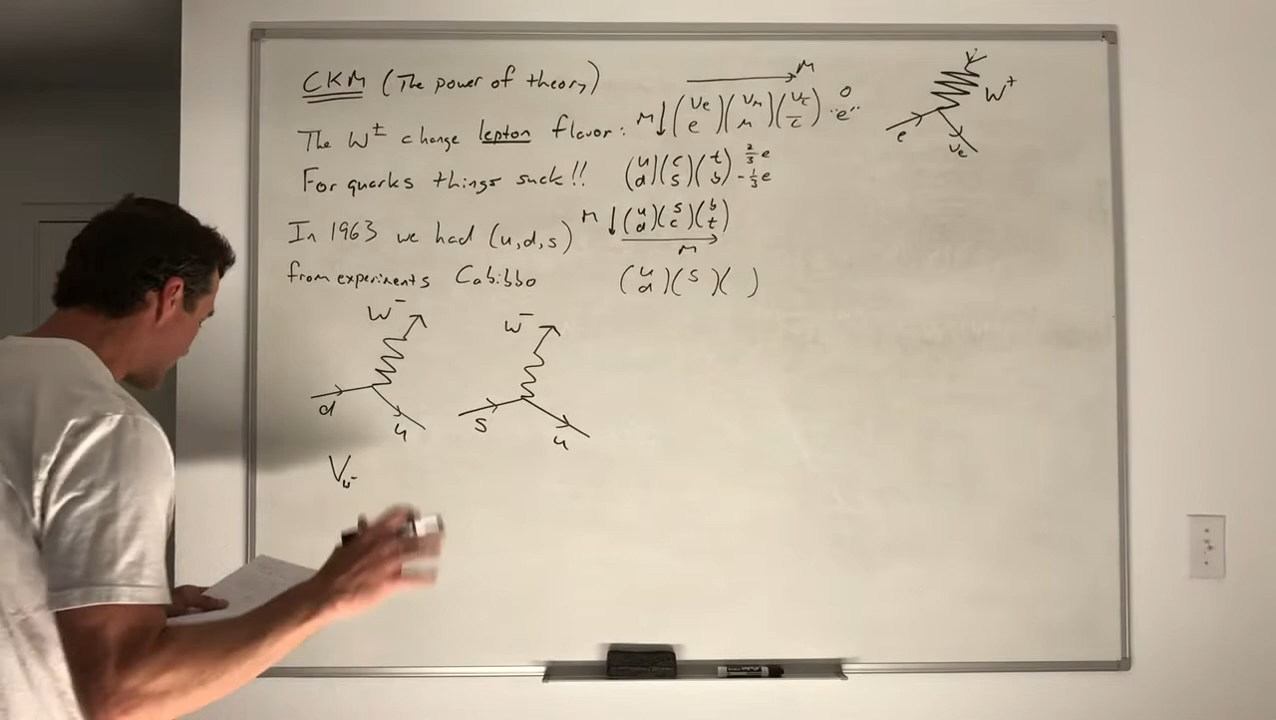 CKM (The power of theory)
The W± change lepton flavor: M↓ (νe e)(νμ μ)(ντ τ) 0 "e"
M
For quarks things suck!! (u d)(c s)(t b) 2/3 e -1/3 e
In 1963 we had (u,d,s) M↓ (u d)(s c)(b t)
M
from experiments Cabibbo (u d)(s )( )
W+
e νe
W- W-
d u s u
V